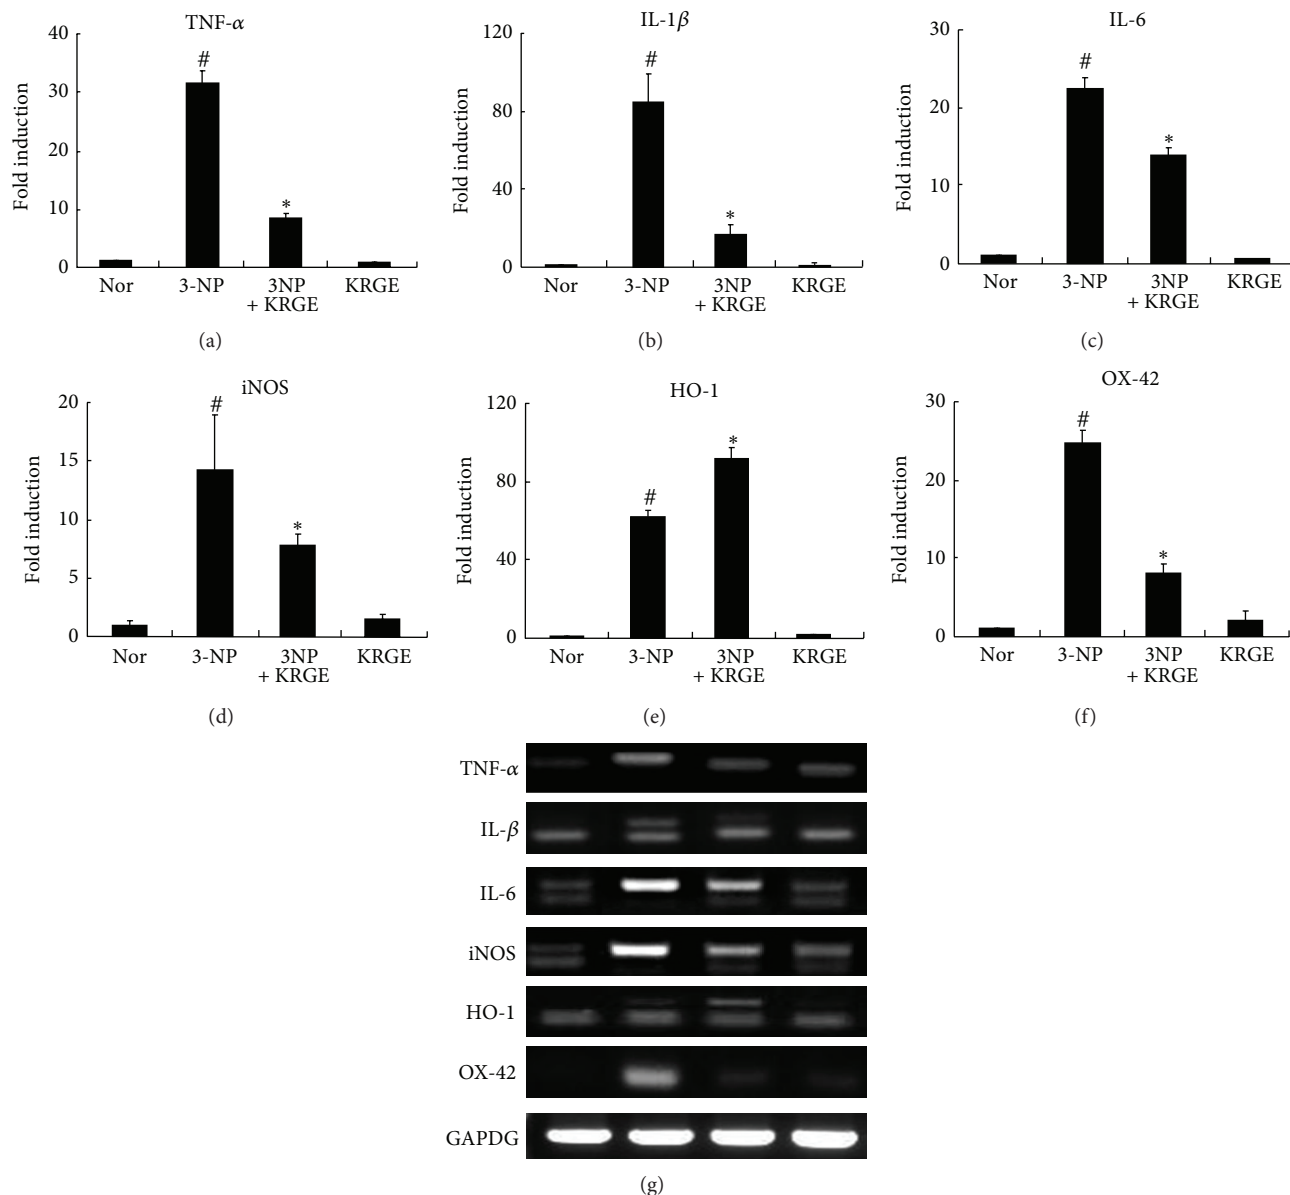 TNF-α
40
30
20
10
0
Fold induction
#
*
Nor
3-NP
3NP
+ KRGE
KRGE
(a)
IL-1β
120
80
40
0
Fold induction
#
*
Nor
3-NP
3NP
+ KRGE
KRGE
(b)
IL-6
30
20
10
0
Fold induction
#
*
Nor
3-NP
3NP
+ KRGE
KRGE
(c)
iNOS
20
15
10
5
0
Fold induction
#
*
Nor
3-NP
3NP
+ KRGE
KRGE
(d)
HO-1
120
80
40
0
Fold induction
#
*
Nor
3-NP
3NP
+ KRGE
KRGE
(e)
OX-42
30
20
10
0
Fold induction
#
*
Nor
3-NP
3NP
+ KRGE
KRGE
(f)
TNF-α
IL-β
IL-6
iNOS
HO-1
OX-42
GAPDG
(g)